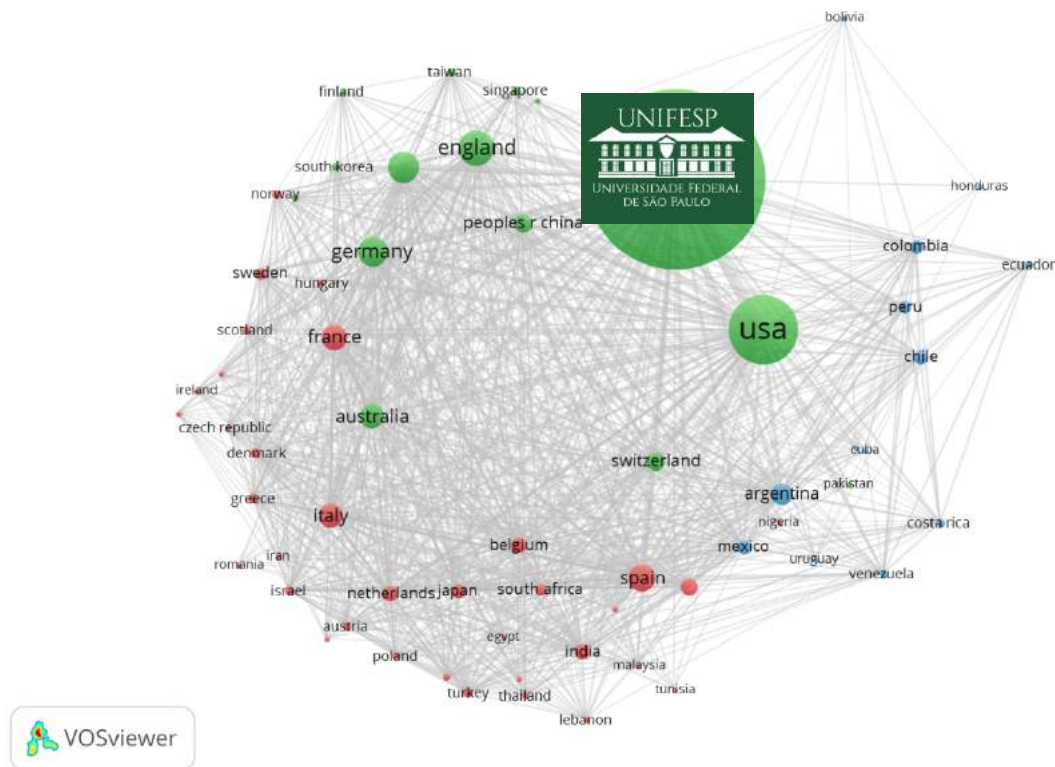 bolivia
taiwan
finland
singapore
UNIFESP
UNIVERSIDADE FEDERAL
DE SÃO PAULO
england
south korea
norway
honduras
peoples r china
colombia
germany
ecuador
sweden
hungary
peru
scotland
usa
france
chile
ireland
australia
czech republic
cuba
denmark
switzerland
pakistan
argentina
greece
nigeria
costa rica
italy
belgium
mexico
iran
uruguay
romania
venezuela
spain
israel
netherlands
japan
south africa
austria
egypt
india
poland
malaysia
turkey
thailand
tunisia
lebanon
VOSviewer